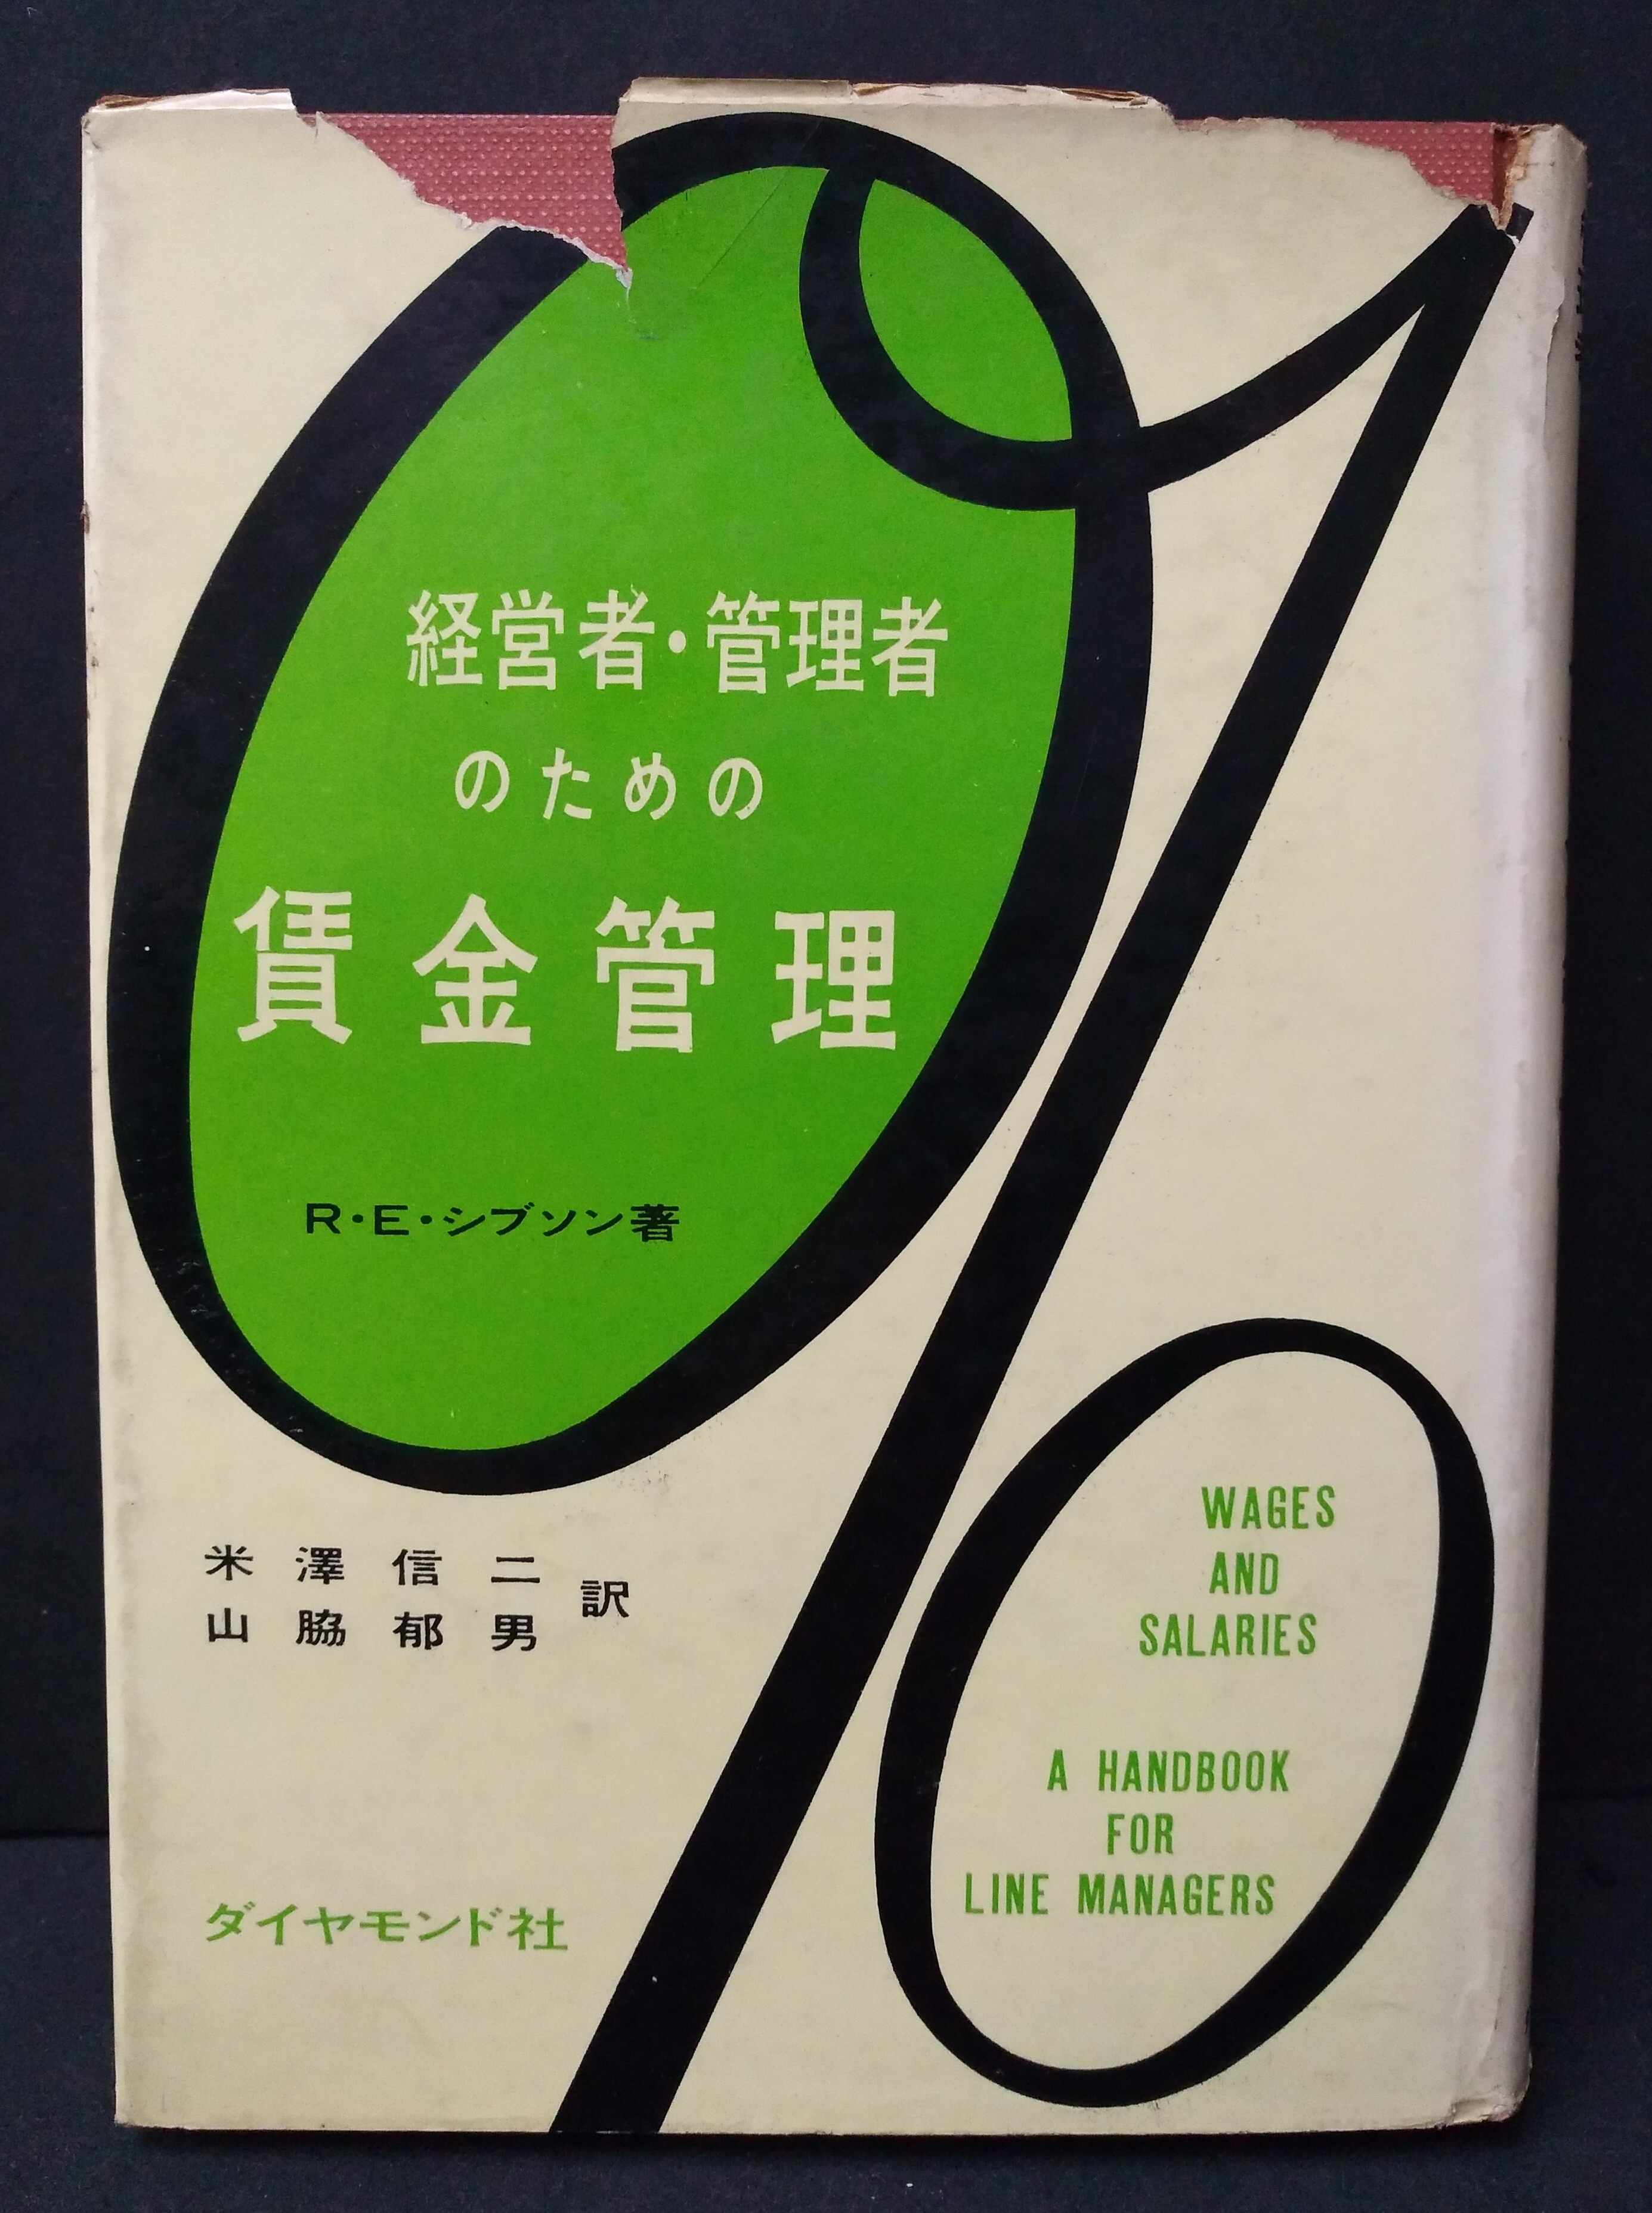 経営者・管理者
のための
賃金管理
R・E・シブソン著
米澤信二
山脇郁男
訳
ダイヤモンド社
WAGES
AND
SALARIES
A HANDBOOK
FOR
LINE MANAGERS